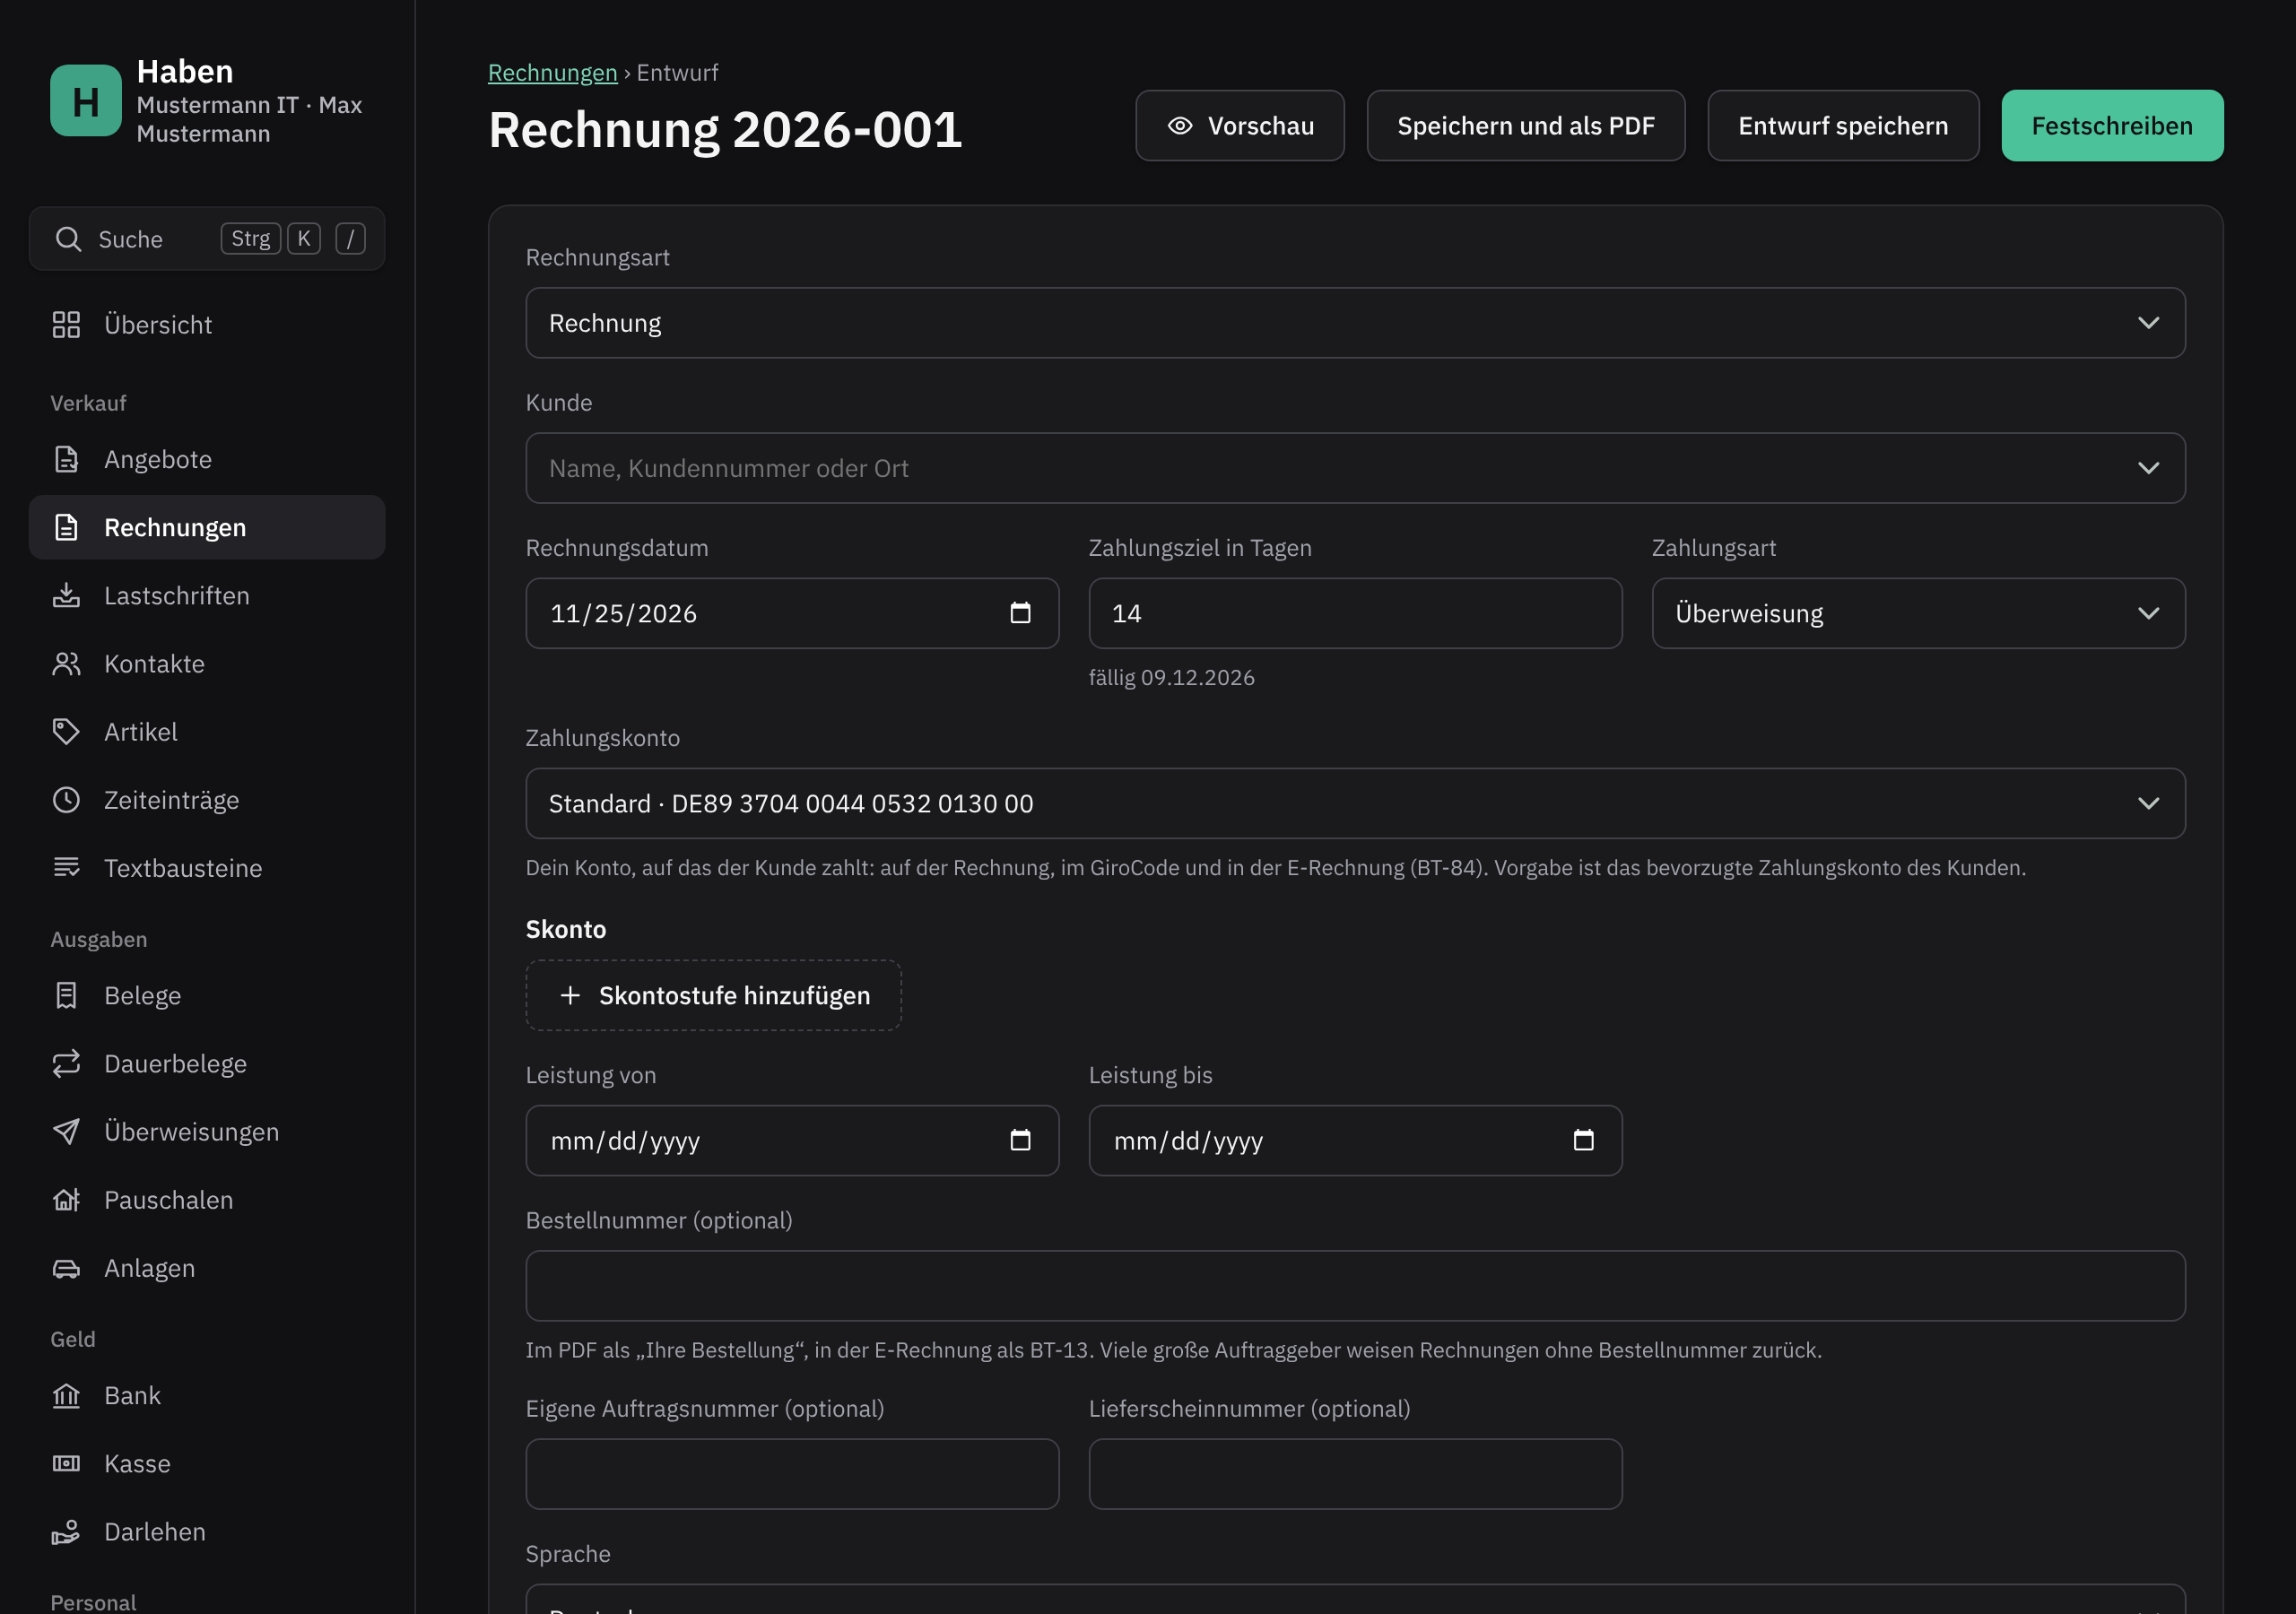 Haben
Mustermann IT · Max
Mustermann
Suche Strg K /
Übersicht
Verkauf
Angebote
Rechnungen
Lastschriften
Kontakte
Artikel
Zeiteinträge
Textbausteine
Ausgaben
Belege
Dauerbelege
Überweisungen
Pauschalen
Anlagen
Geld
Bank
Kasse
Darlehen
Personal
Rechnungen › Entwurf
Rechnung 2026-001
Vorschau
Speichern und als PDF
Entwurf speichern
Festschreiben
Rechnungsart
Rechnung
Kunde
Name, Kundennummer oder Ort
Rechnungsdatum Zahlungsziel in Tagen Zahlungsart
11/25/2026 14 Überweisung
fällig 09.12.2026
Zahlungskonto
Standard · DE89 3704 0044 0532 0130 00
Dein Konto, auf das der Kunde zahlt: auf der Rechnung, im GiroCode und in der E-Rechnung (BT-84). Vorgabe ist das bevorzugte Zahlungskonto des Kunden.
Skonto
+ Skontostufe hinzufügen
Leistung von Leistung bis
mm/dd/yyyy mm/dd/yyyy
Bestellnummer (optional)
Im PDF als „Ihre Bestellung“, in der E-Rechnung als BT-13. Viele große Auftraggeber weisen Rechnungen ohne Bestellnummer zurück.
Eigene Auftragsnummer (optional) Lieferscheinnummer (optional)
Sprache